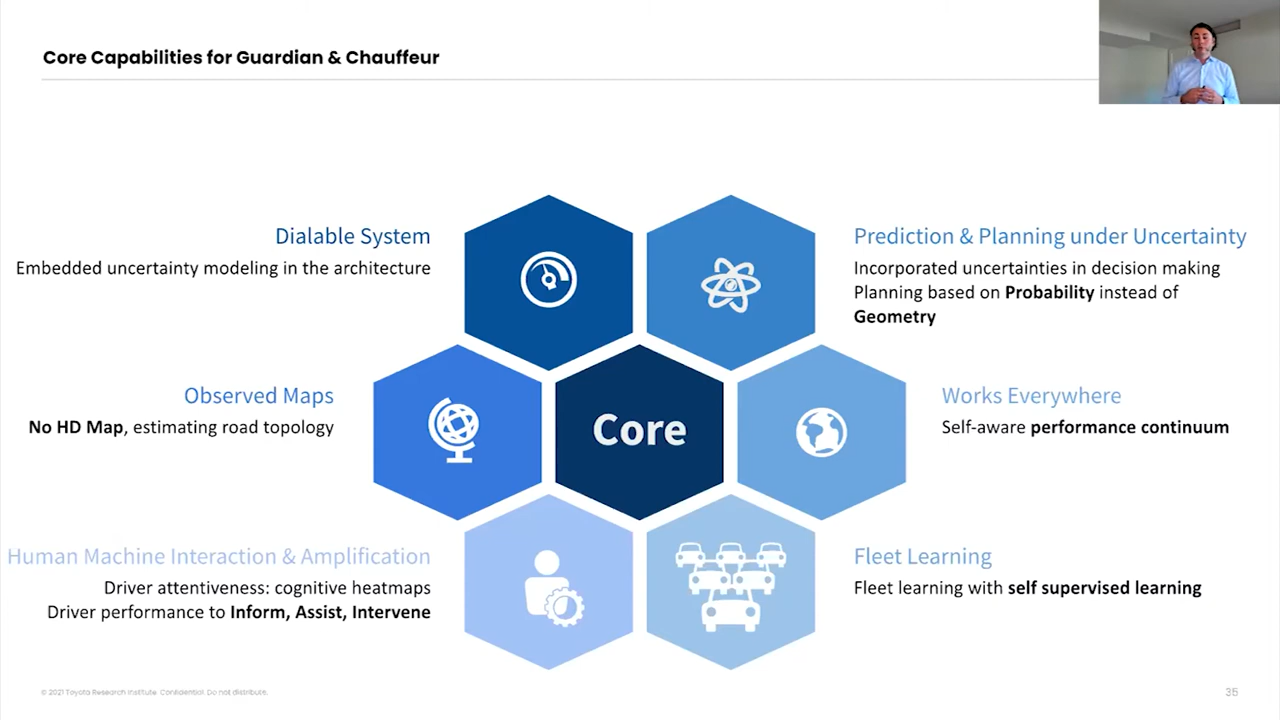 Core Capabilities for Guardian & Chauffeur
Dialable System
Embedded uncertainty modeling in the architecture
Prediction & Planning under Uncertainty
Incorporated uncertainties in decision making
Planning based on Probability instead of
Geometry
Observed Maps
No HD Map, estimating road topology
Core
Works Everywhere
Self-aware performance continuum
Human Machine Interaction & Amplification
Driver attentiveness: cognitive heatmaps
Driver performance to Inform, Assist, Intervene
Fleet Learning
Fleet learning with self supervised learning
© 2021 Toyota Research Institute. Confidential. Do not distribute.
35